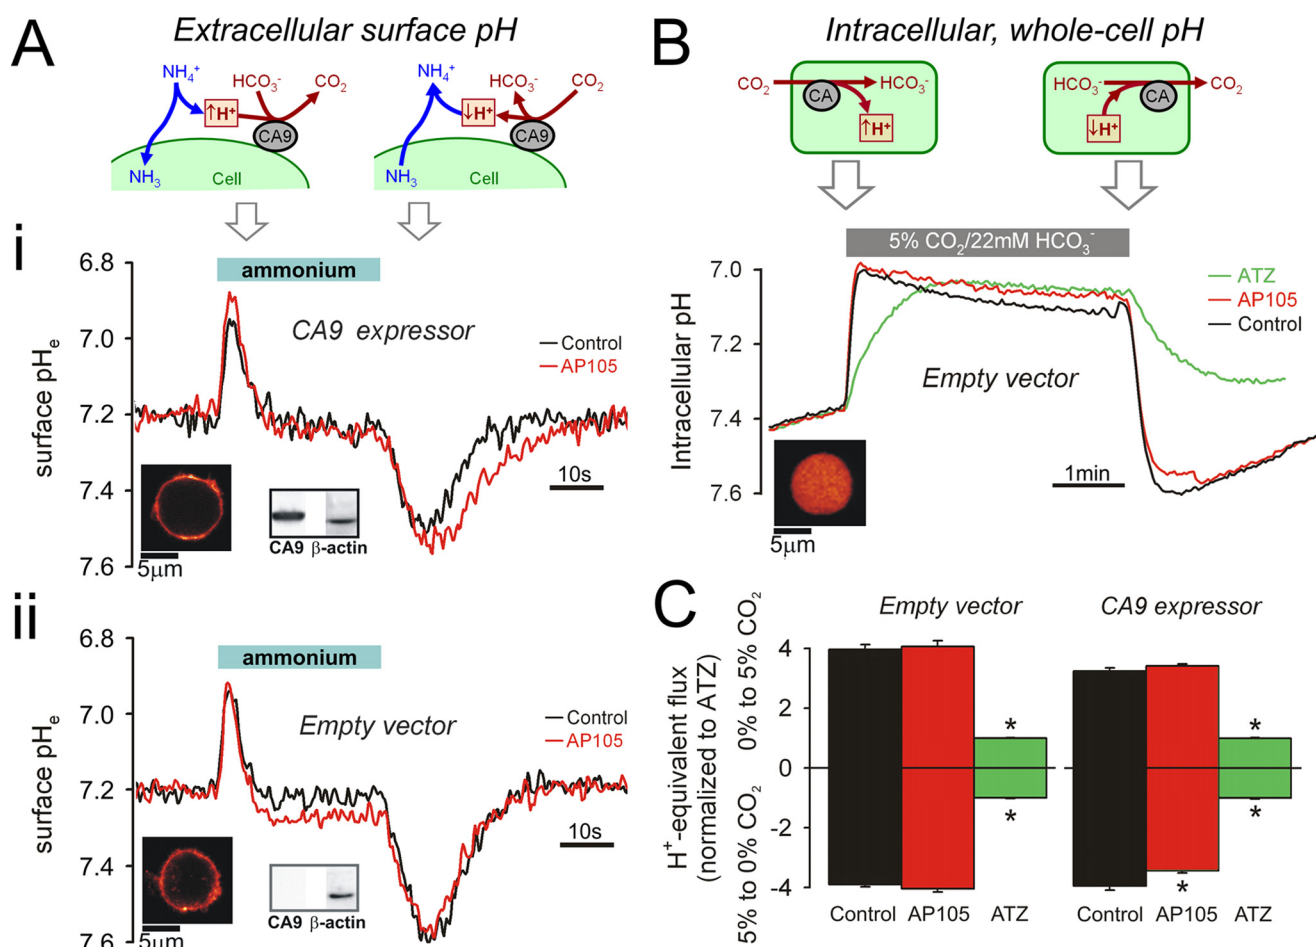 A
Extracellular surface pH
NH₄⁺
HCO₃⁻
CO₂
↑H⁺
CA9
NH₃
Cell
NH₄⁺
HCO₃⁻
CO₂
↓H⁺
CA9
NH₃
Cell
i
surface pHₑ
6.8
7.0
7.2
7.4
7.6
ammonium
CA9 expressor
Control
AP105
10s
5μm
CA9 β-actin
ii
surface pHₑ
6.8
7.0
7.2
7.4
7.6
ammonium
Empty vector
Control
AP105
10s
5μm
CA9 β-actin
B
Intracellular, whole-cell pH
CO₂
HCO₃⁻
CA
↑H⁺
HCO₃⁻
CO₂
CA
↓H⁺
5% CO₂/22mM HCO₃⁻
Intracellular pH
7.0
7.2
7.4
7.6
ATZ
AP105
Control
Empty vector
1min
5μm
C
Empty vector
CA9 expressor
H⁺-equivalent flux
(normalized to ATZ)
5% to 0% CO₂
0% to 5% CO₂
4
2
0
-2
-4
*
*
*
*
*
Control AP105 ATZ
Control AP105 ATZ